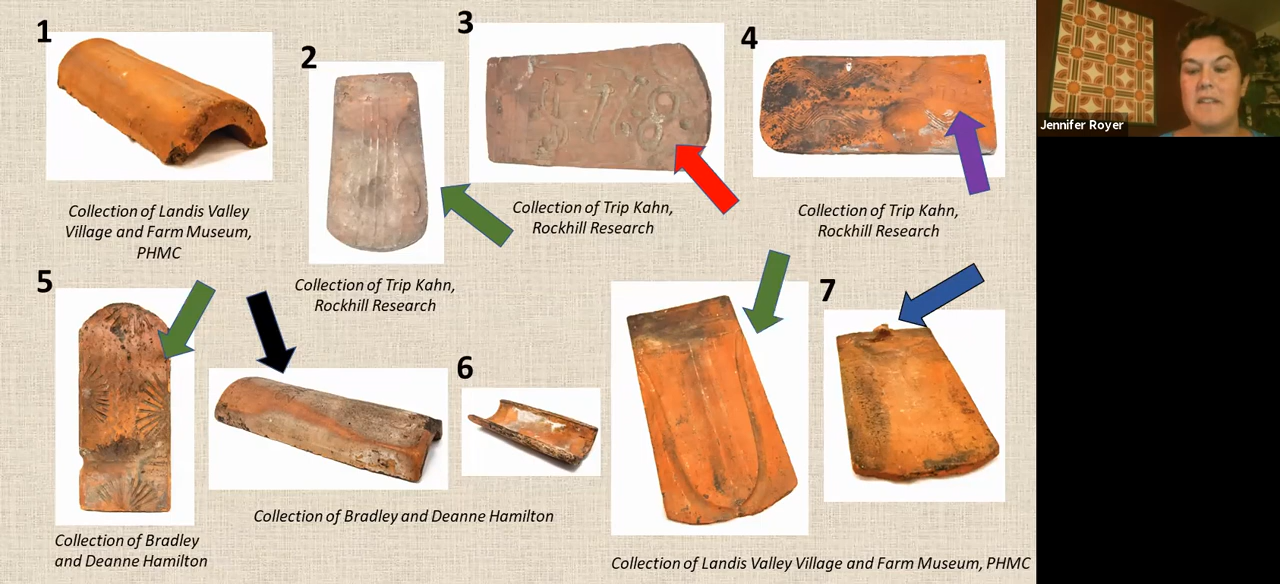 1
Collection of Landis Valley
Village and Farm Museum,
PHMC
2
Collection of Trip Kahn,
Rockhill Research
3
1768
Collection of Trip Kahn,
Rockhill Research
4
Collection of Trip Kahn,
Rockhill Research
Jennifer Royer
5
Collection of Bradley
and Deanne Hamilton
6
Collection of Bradley and Deanne Hamilton
7
Collection of Landis Valley Village and Farm Museum, PHMC